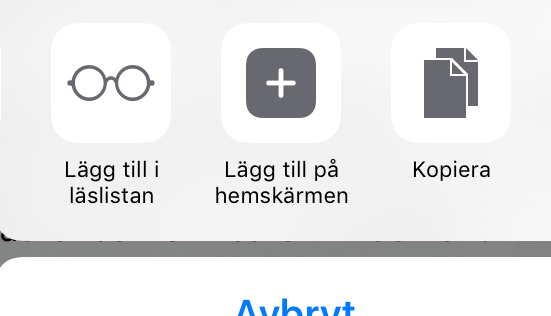 Lägg till i
läslistan
Lägg till på
hemskärmen
Kopiera
Avbryt